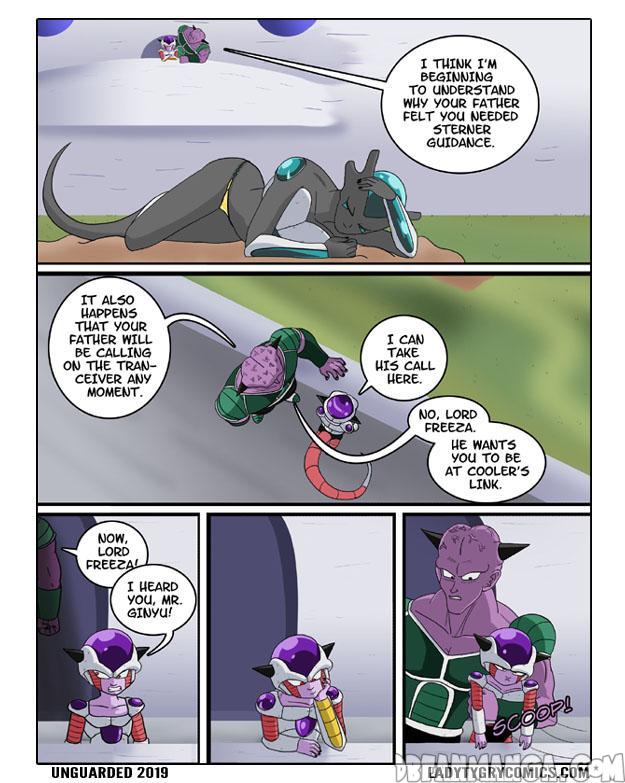 I THINK I'M
BEGINNING
TO UNDERSTAND
WHY YOUR FATHER
FELT YOU NEEDED
STERNER
GUIDANCE.
IT ALSO
HAPPENS
THAT YOUR
FATHER WILL
BE CALLING
ON THE TRAN-
CEIVER ANY
MOMENT.
I CAN
TAKE
HIS CALL
HERE.
NO, LORD
FREEZA.
HE WANTS
YOU TO BE
AT COOLER'S
LINK.
NOW,
LORD
FREEZA!
I HEARD
YOU, MR.
GINYU!
SCOOP!
UNGUARDED 2019
LADYTYGRYCOMICS.COM
DBEANMANGA.COM